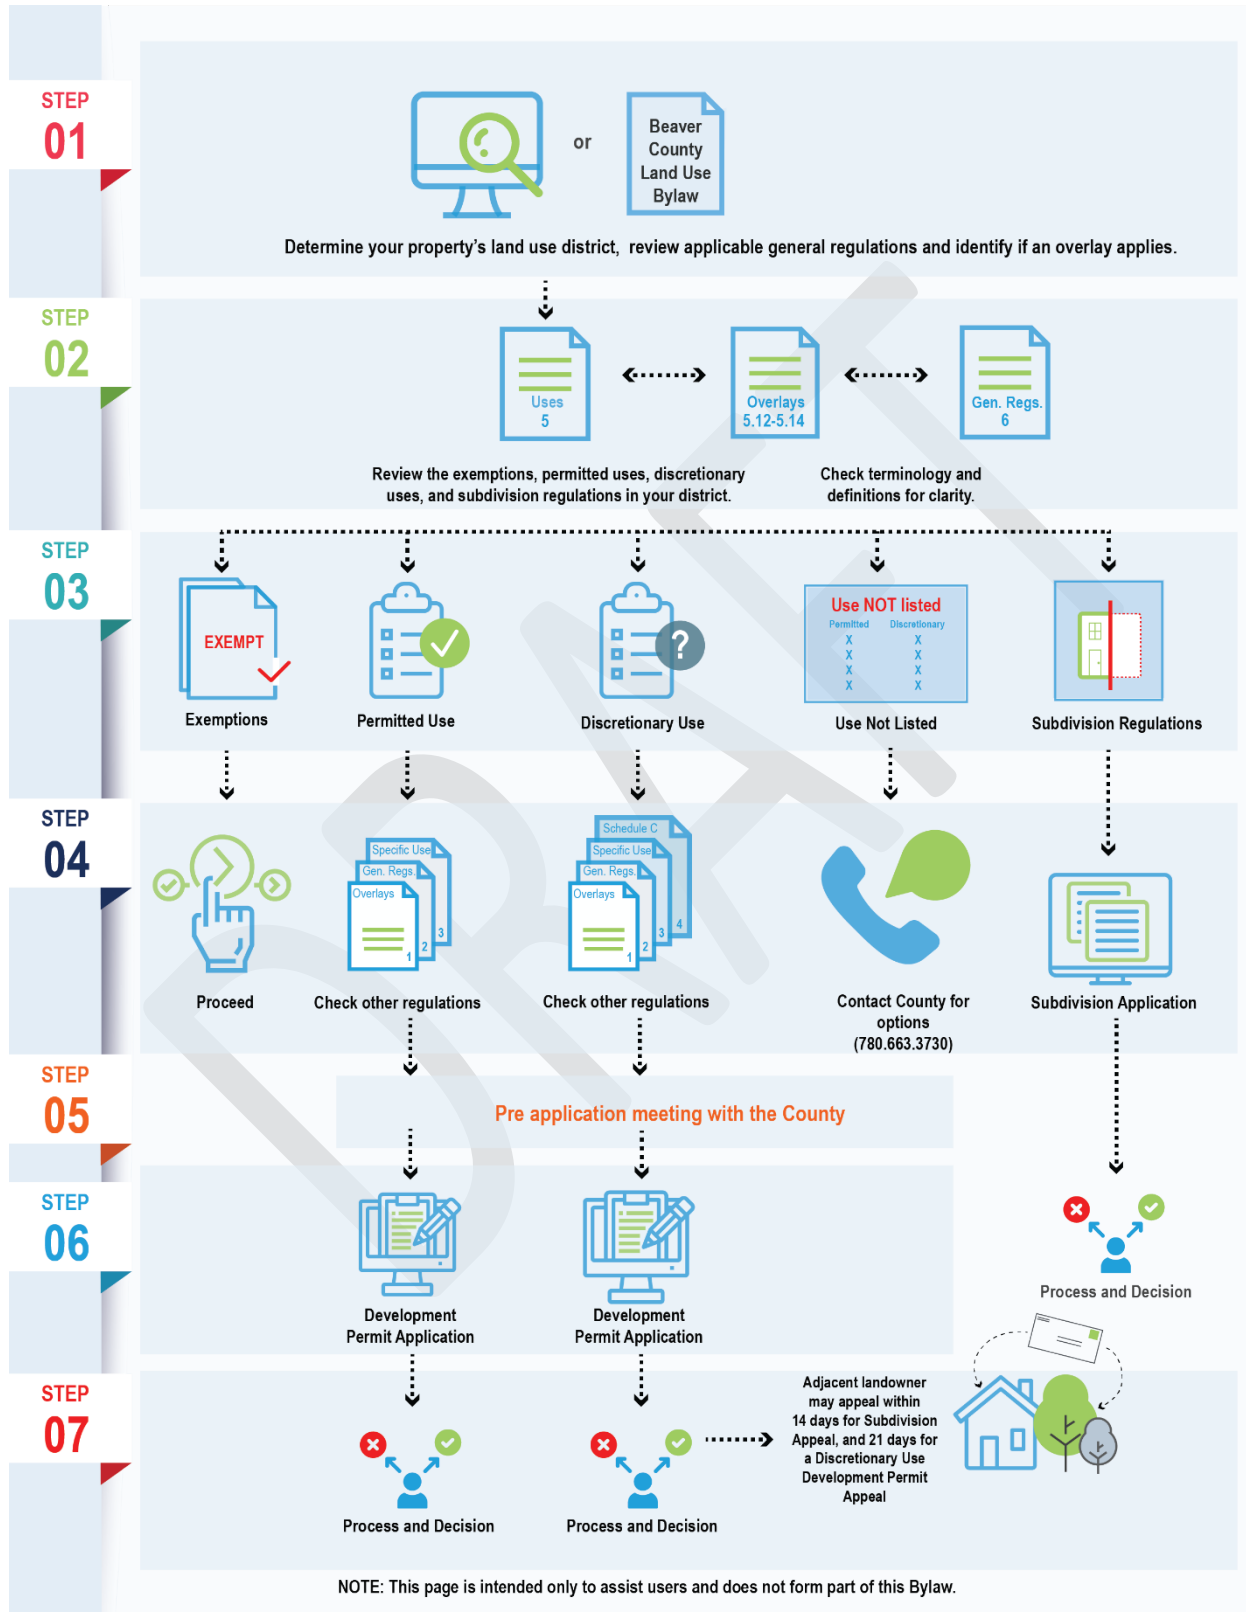 STEP
01
or
Beaver
County
Land Use
Bylaw
Determine your property's land use district, review applicable general regulations and identify if an overlay applies.
STEP
02
Uses
5
Overlays
5.12-5.14
Gen. Regs.
6
Review the exemptions, permitted uses, discretionary
uses, and subdivision regulations in your district.
Check terminology and
definitions for clarity.
STEP
03
EXEMPT
Exemptions
Permitted Use
?
Discretionary Use
Use NOT listed
Permitted Discretionary
X X
X X
X X
X X
Use Not Listed
Subdivision Regulations
STEP
04
Proceed
Specific Use
Gen. Regs.
Overlays
1
2
3
Check other regulations
Schedule C
Specific Use
Gen. Regs.
Overlays
1
2
3
4
Check other regulations
Contact County for
options
(780.663.3730)
Subdivision Application
STEP
05
Pre application meeting with the County
STEP
06
Development
Permit Application
Development
Permit Application
Process and Decision
STEP
07
Process and Decision
Process and Decision
Adjacent landowner
may appeal within
14 days for Subdivision
Appeal, and 21 days for
a Discretionary Use
Development Permit
Appeal
NOTE: This page is intended only to assist users and does not form part of this Bylaw.
DRAFT